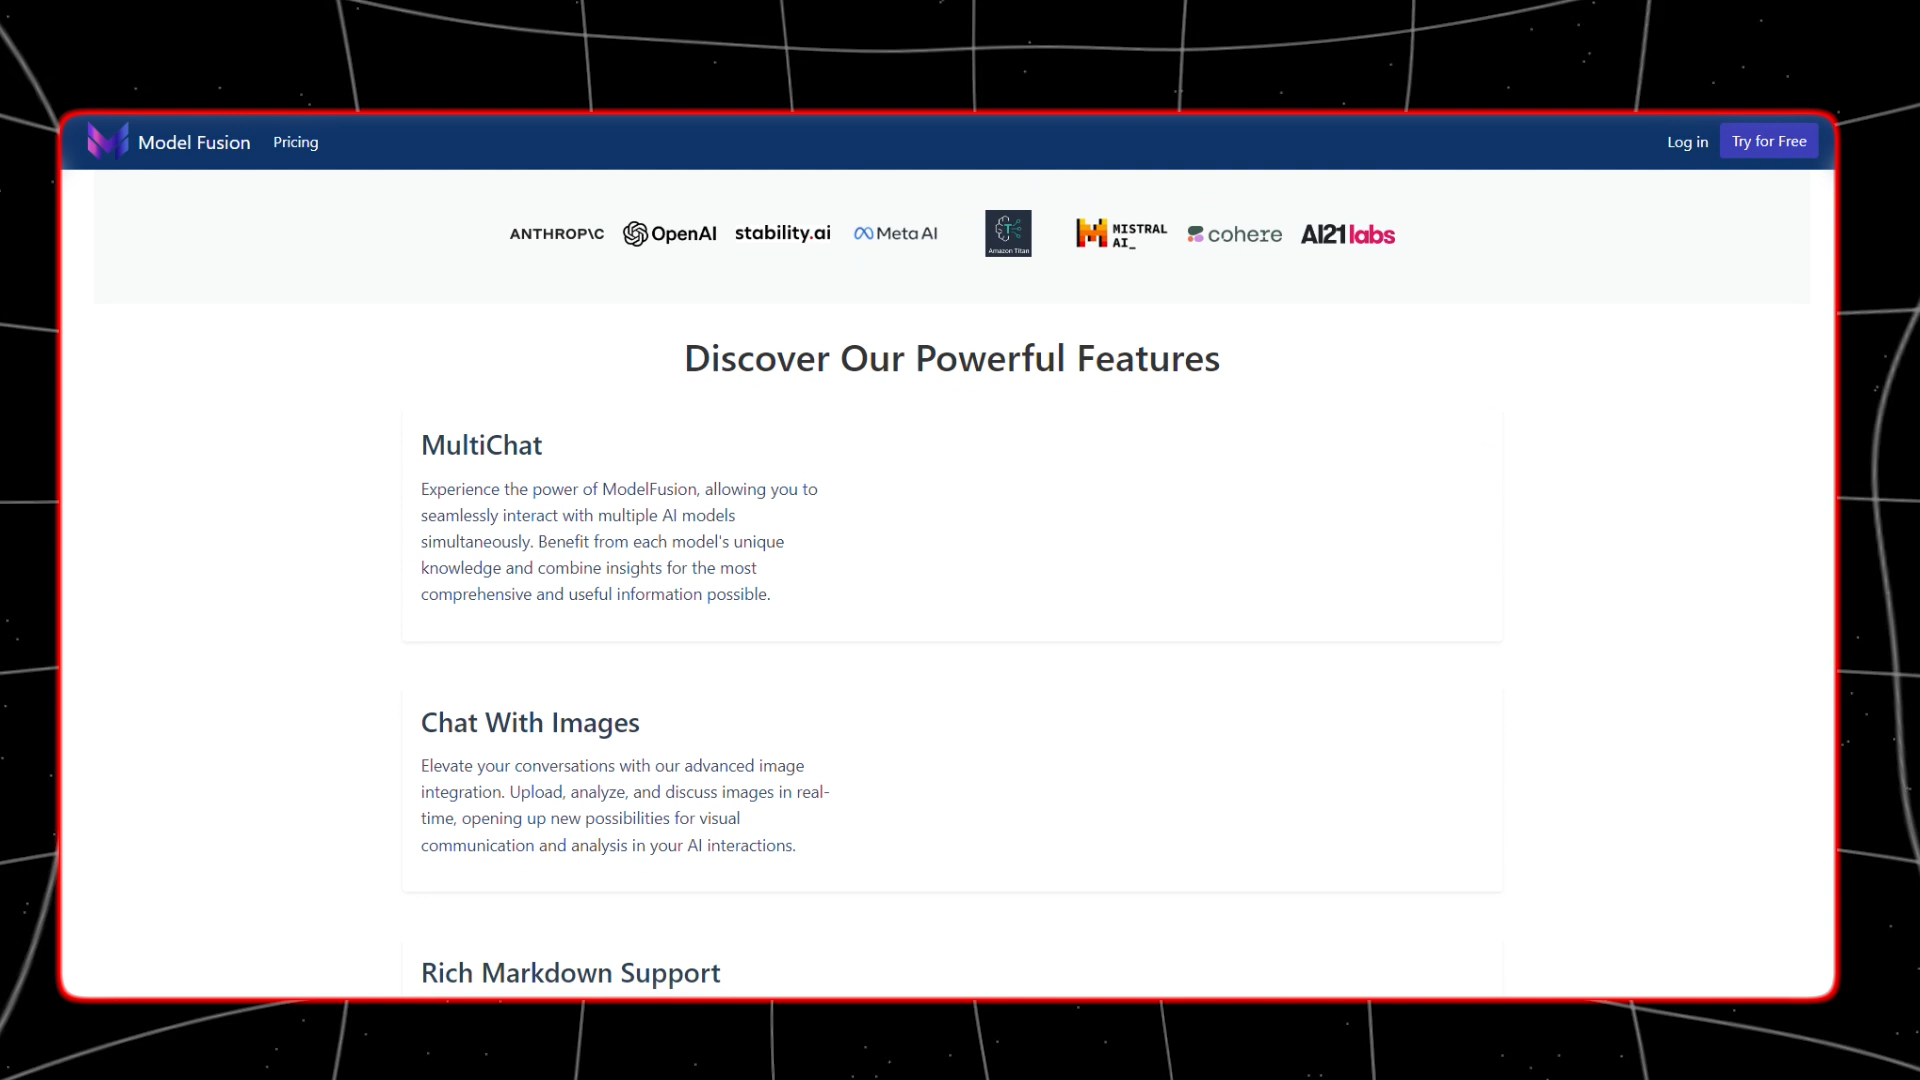 Model Fusion Pricing Log in Try for Free
ANTHROP\C OpenAI stability.ai Meta AI Amazon Titan MISTRAL AI_ cohere AI21labs
Discover Our Powerful Features
MultiChat
Experience the power of ModelFusion, allowing you to
seamlessly interact with multiple AI models
simultaneously. Benefit from each model's unique
knowledge and combine insights for the most
comprehensive and useful information possible.
Chat With Images
Elevate your conversations with our advanced image
integration. Upload, analyze, and discuss images in real-
time, opening up new possibilities for visual
communication and analysis in your AI interactions.
Rich Markdown Support